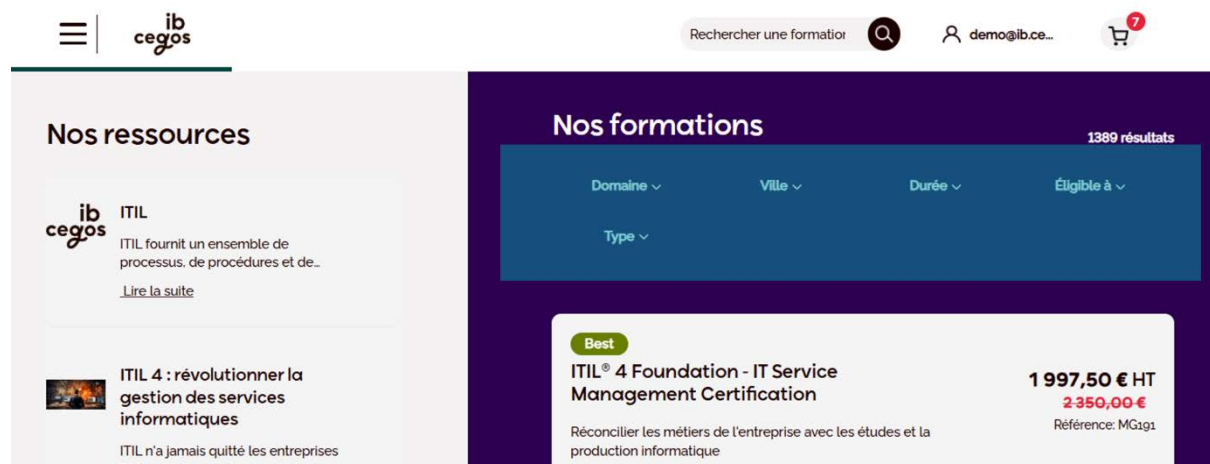 ib
cegos
Rechercher une formatior
demo@ib.ce...
7
Nos ressources
ib
cegos
ITIL
ITIL fournit un ensemble de
processus, de procédures et de...
Lire la suite
ITIL 4 : révolutionner la
gestion des services
informatiques
ITIL n'a jamais quitté les entreprises
Nos formations
1389 résultats
Domaine
Ville
Durée
Éligible à
Type
Best
ITIL® 4 Foundation - IT Service
Management Certification
Réconcilier les métiers de l'entreprise avec les études et la
production informatique
1 997,50 € HT
2 350,00 €
Référence: MG191